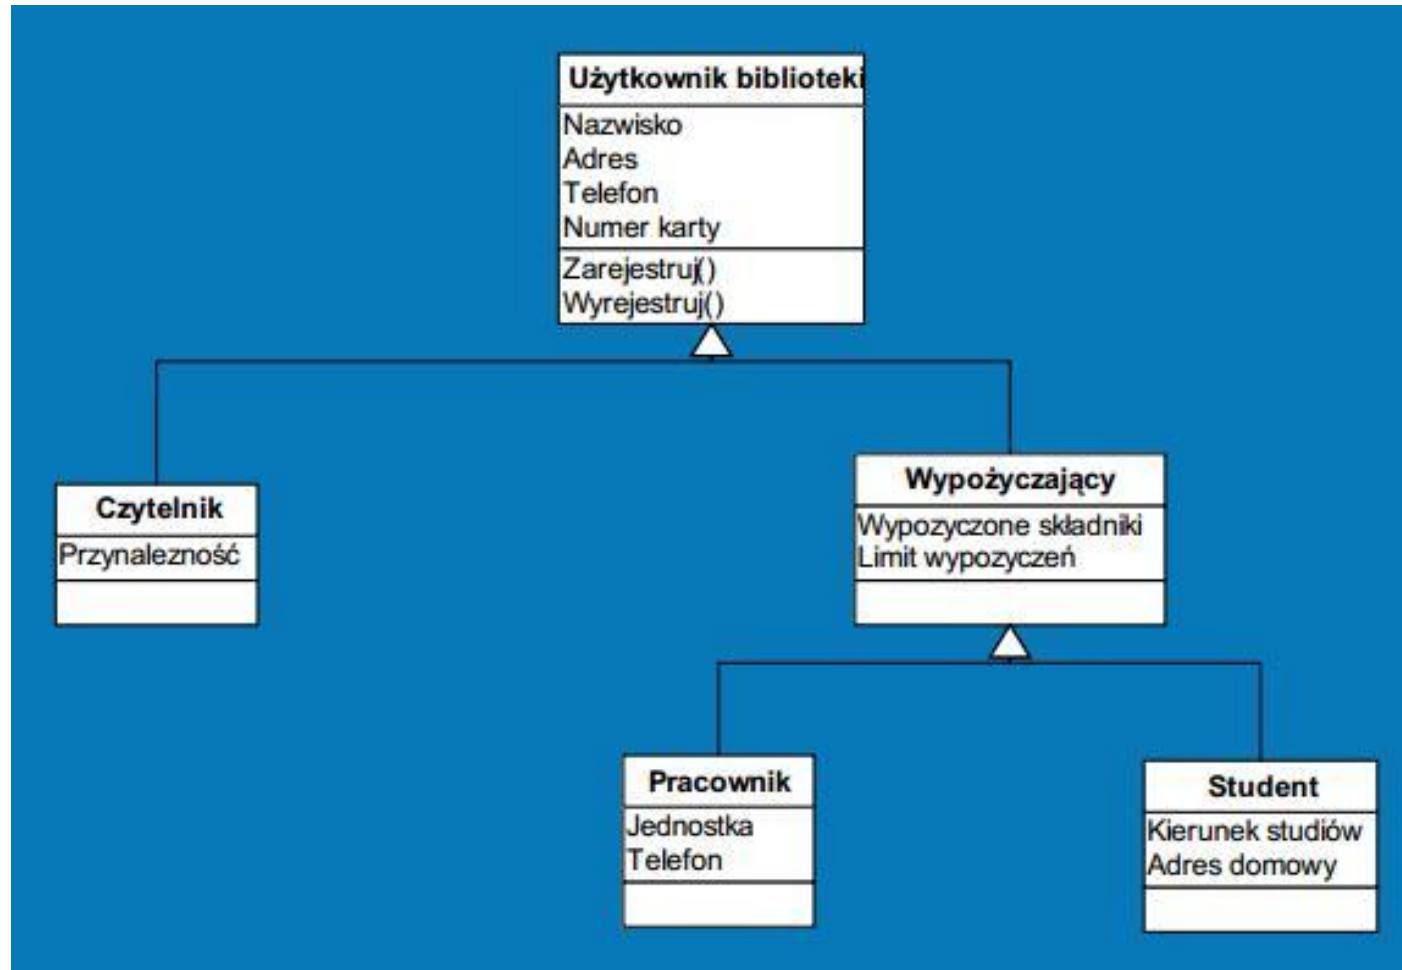 Użytkownik biblioteki
Nazwisko
Adres
Telefon
Numer karty
Zarejestruj()
Wyrejestruj()
Czytelnik
Przynalezność
Wypożyczający
Wypozyczone składniki
Limit wypozyczeń
Pracownik
Jednostka
Telefon
Student
Kierunek studiów
Adres domowy